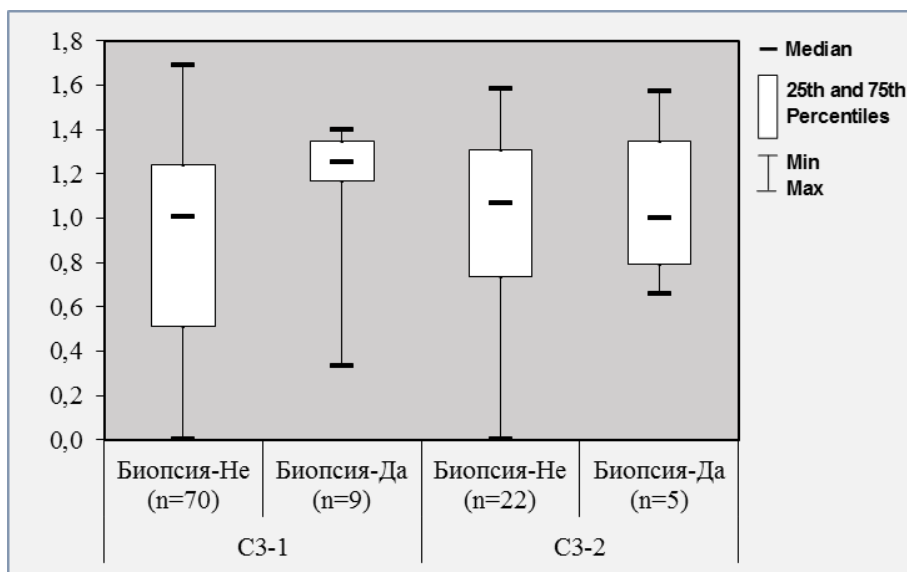 1,8
1,6
1,4
1,2
1,0
0,8
0,6
0,4
0,2
0,0
Median
25th and 75th
Percentiles
Min
Max
Биопсия-Не
(n=70)
Биопсия-Да
(n=9)
Биопсия-Не
(n=22)
Биопсия-Да
(n=5)
С3-1
С3-2